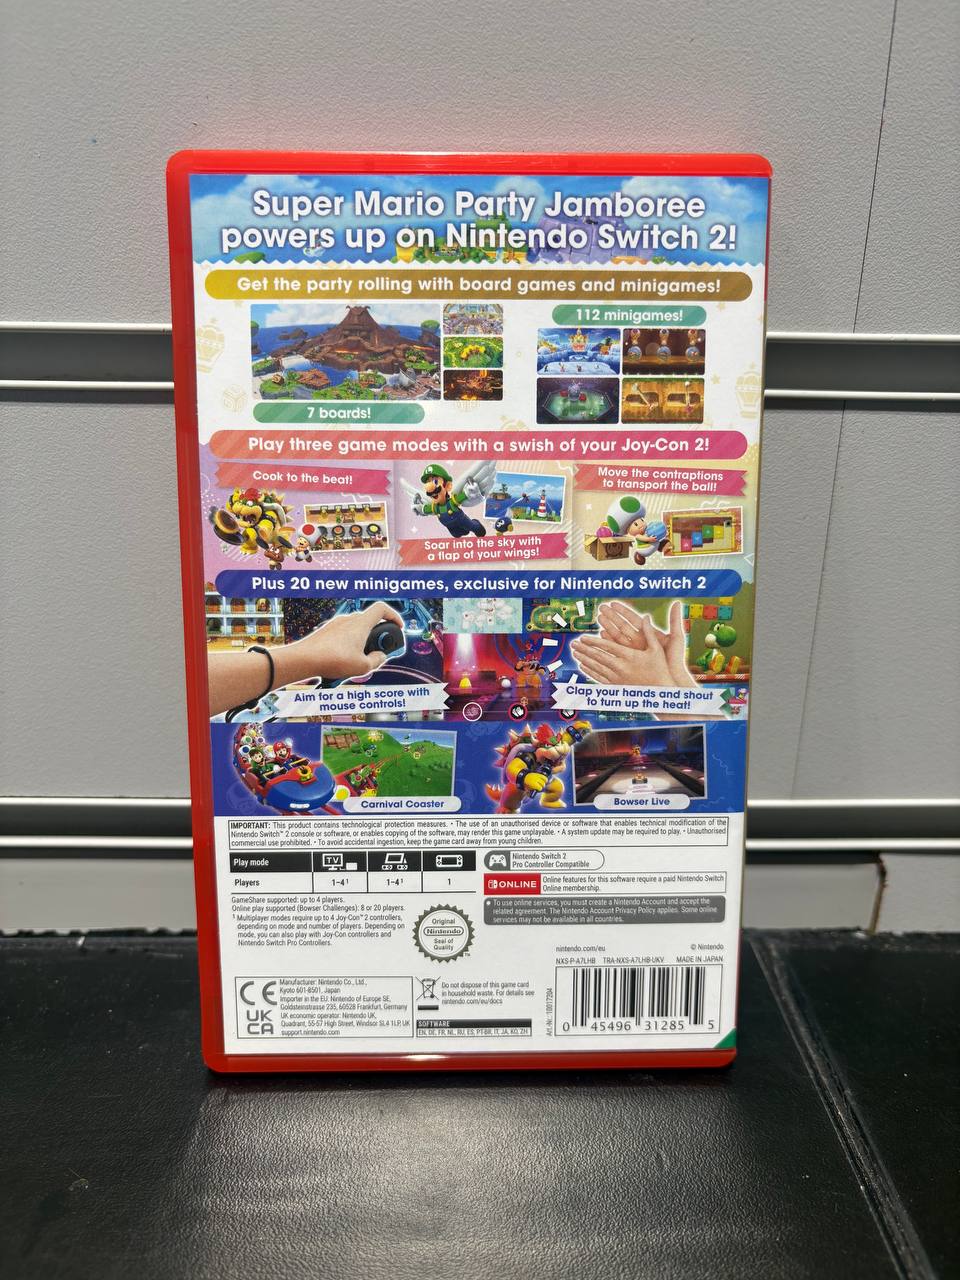 Super Mario Party Jamboree
powers up on Nintendo Switch 2!
Get the party rolling with board games and minigames!
112 minigames!
7 boards!
Play three game modes with a swish of your Joy-Con 2!
Cook to the beat!
Soar into the sky with
a flap of your wings!
Move the contraptions
to transport the ball!
Plus 20 new minigames, exclusive for Nintendo Switch 2
Aim for a high score with
mouse controls!
Clap your hands and shout
to turn up the heat!
Carnival Coaster
Bowser Live
IMPORTANT: This product contains technological protection measures. • The use of an unauthorised device or software that enables technical modification of the
Nintendo Switch™ 2 console or software, or enables copying of the software, may render this game unplayable. • A system update may be required to play. • Unauthorised
commercial use prohibited. • To avoid accidental ingestion, keep the game card away from young children.
Play mode
TV
Players
1–4¹
1–4¹
1
Nintendo Switch 2
Pro Controller Compatible
ONLINE
Online features for this software require a paid Nintendo Switch
Online membership.
• To use online services, you must create a Nintendo Account and accept the
related agreement. The Nintendo Account Privacy Policy applies. Some online
services may not be available in all countries.
GameShare supported: up to 4 players.
Online play supported (Bowser Challenges): 8 or 20 players.
¹ Multiplayer modes require up to 4 Joy-Con™ 2 controllers,
depending on mode and number of players. Depending on
mode, you can also play with Joy-Con controllers and
Nintendo Switch Pro Controllers.
Original
Nintendo
Seal of
Quality
TM
nintendo.com/eu
© Nintendo
NXS-P-A7LHB TRA-NXS-A7LHB-UKV MADE IN JAPAN
CE
UK
CA
Manufacturer: Nintendo Co., Ltd.,
Kyoto 601-8501, Japan
Importer in the EU: Nintendo of Europe SE,
Goldsteinstrasse 235, 60528 Frankfurt, Germany
UK economic operator: Nintendo UK,
Quadrant, 55-57 High Street, Windsor SL4 1LP, UK
support.nintendo.com
Do not dispose of this game card
in household waste. For details see
nintendo.com/eu/docs
SOFTWARE
EN, DE, FR, NL, RU, ES, PT-BR, IT, JA, KO, ZH
Art.-Nr.: 10017204
0 45496 31285 5